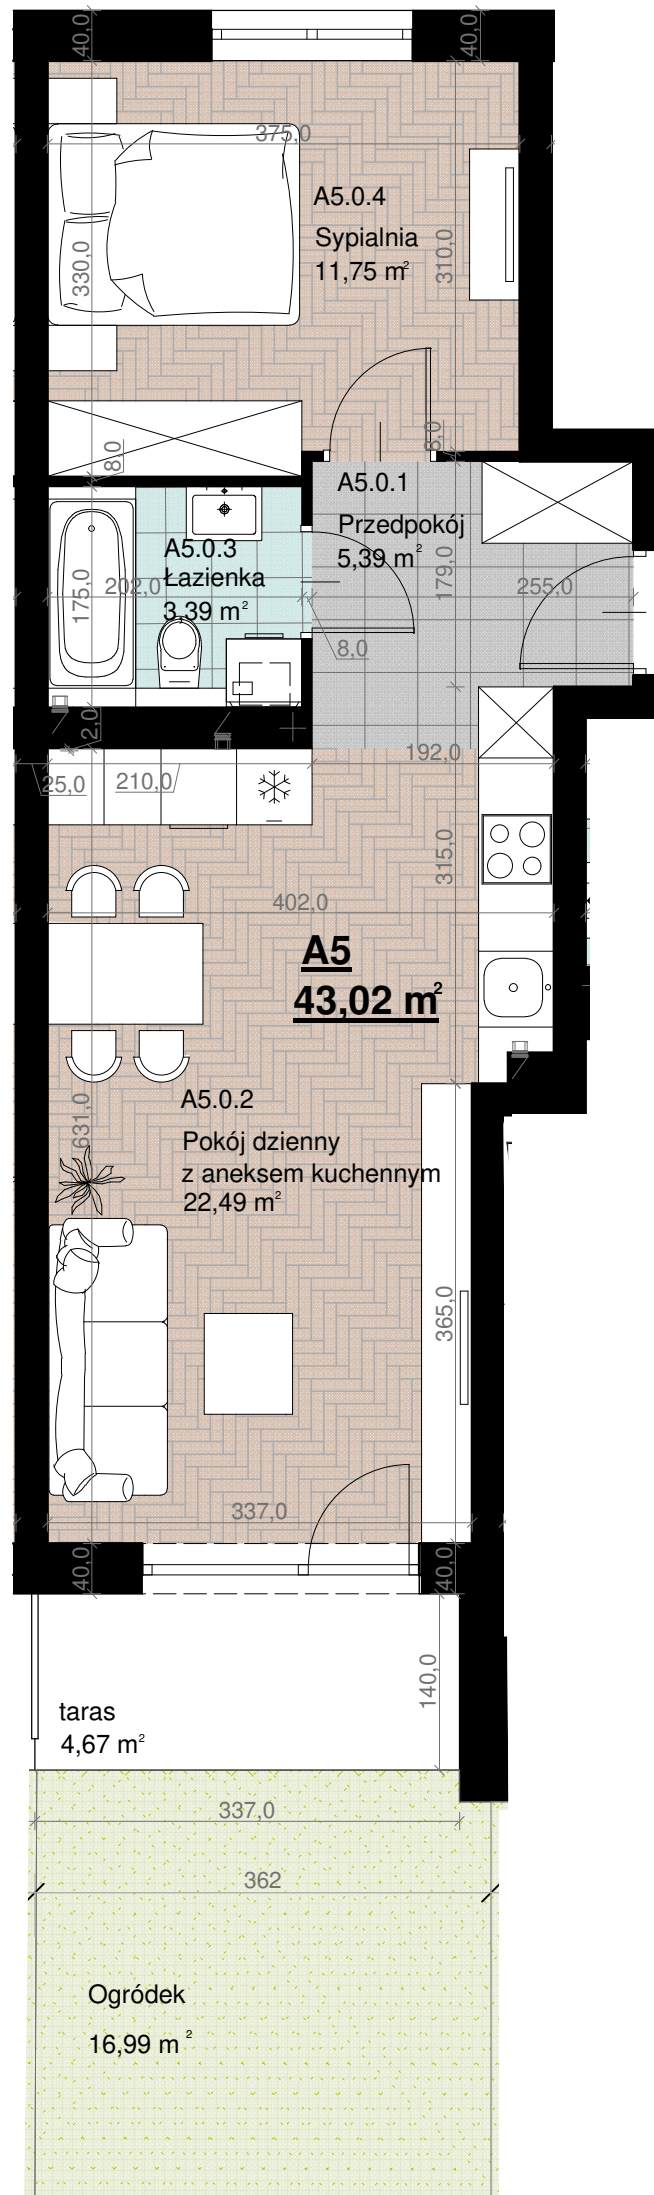 40,0
40,0
375,0
A5.0.4
Sypialnia
11,75 m²
330,0
310,0
8,0
8,0
A5.0.1
Przedpokój
5,39 m²
A5.0.3
Łazienka
3,39 m²
175,0
202,0
179,0
255,0
8,0
2,0
25,0
210,0
192,0
315,0
402,0
A5
43,02 m²
631,0
A5.0.2
Pokój dzienny
z aneksem kuchennym
22,49 m²
365,0
337,0
40,0
40,0
140,0
taras
4,67 m²
337,0
362
Ogródek
16,99 m²